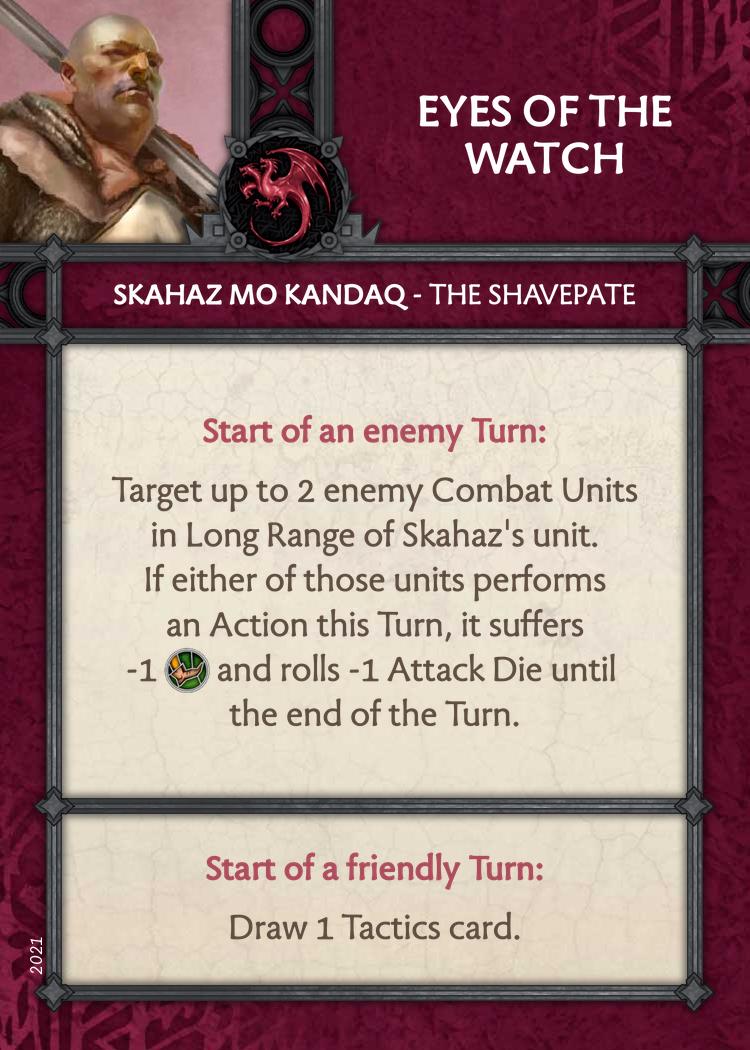 EYES OF THE
WATCH
SKAHAZ MO KANDAQ - THE SHAVEPATE
Start of an enemy Turn:
Target up to 2 enemy Combat Units
in Long Range of Skahaz's unit.
If either of those units performs
an Action this Turn, it suffers
-1 and rolls -1 Attack Die until
the end of the Turn.
Start of a friendly Turn:
Draw 1 Tactics card.
2021